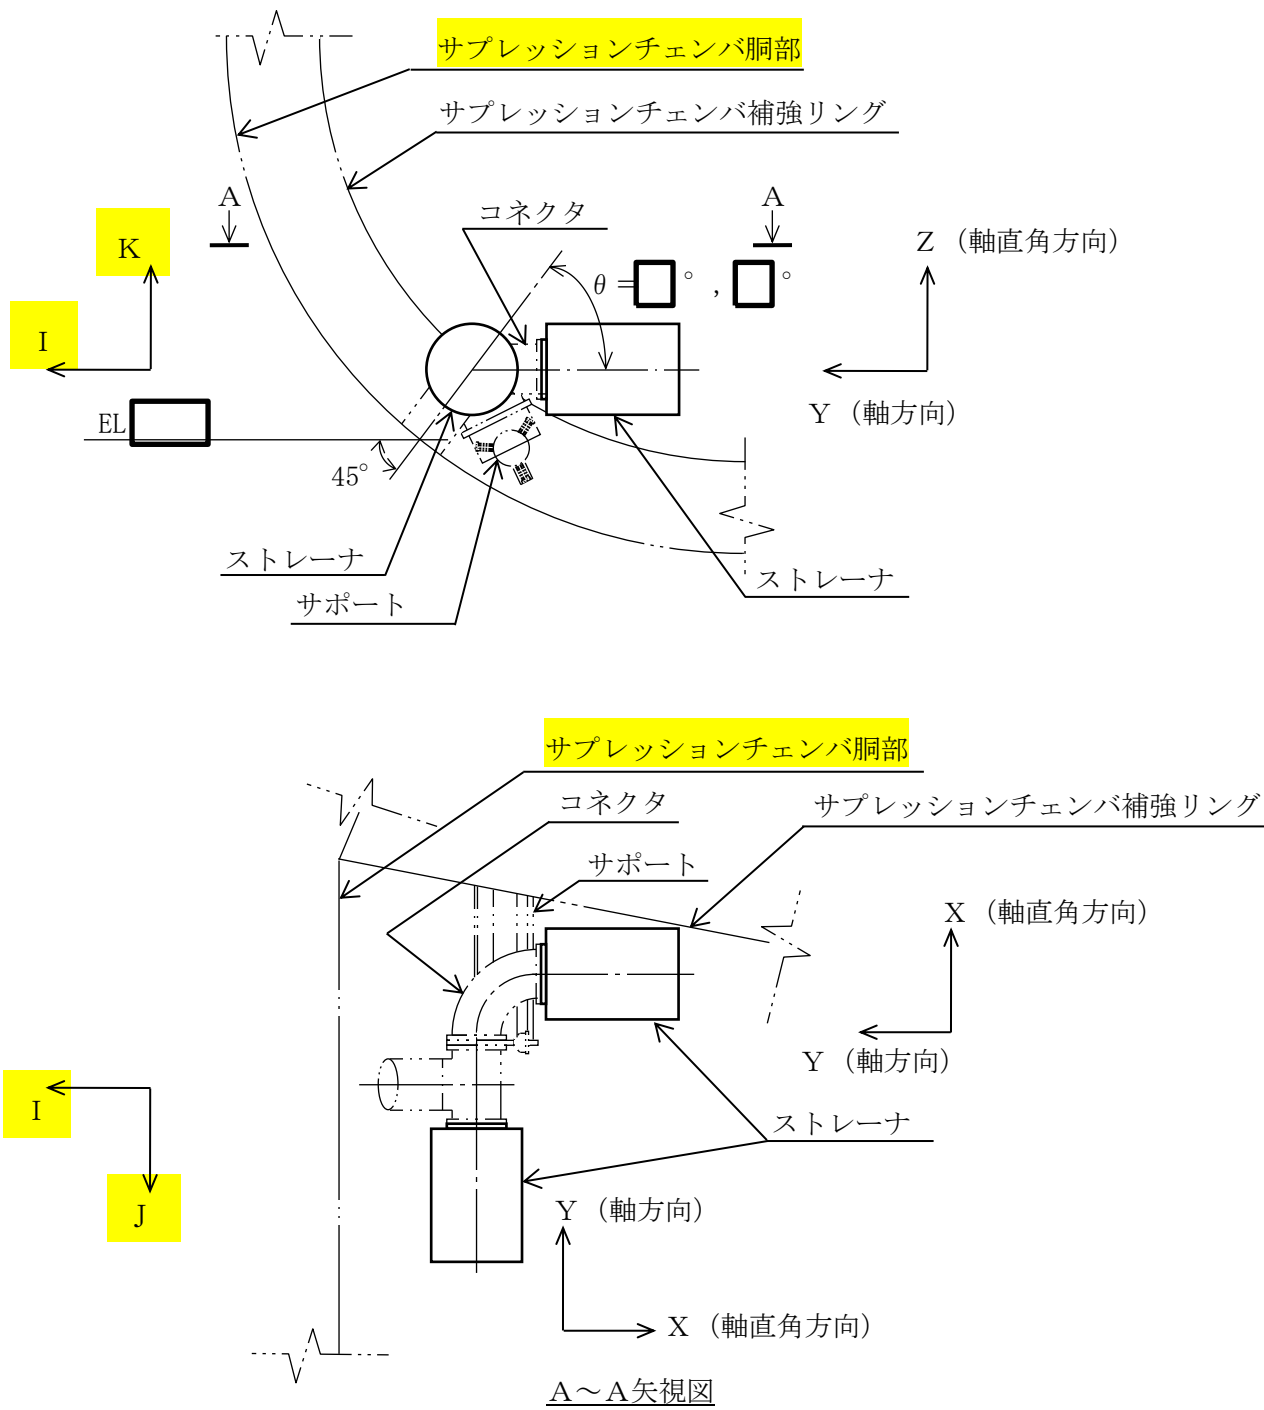 サプレッションチェンバ胴部
サプレッションチェンバ補強リング
A
A
コネクタ
K
Z (軸直角方向)
θ= ° , °
I
Y (軸方向)
EL
45°
ストレーナ
ストレーナ
サポート
サプレッションチェンバ胴部
コネクタ
サプレッションチェンバ補強リング
サポート
X (軸直角方向)
Y (軸方向)
I
ストレーナ
J
Y (軸方向)
X (軸直角方向)
A～A矢視図